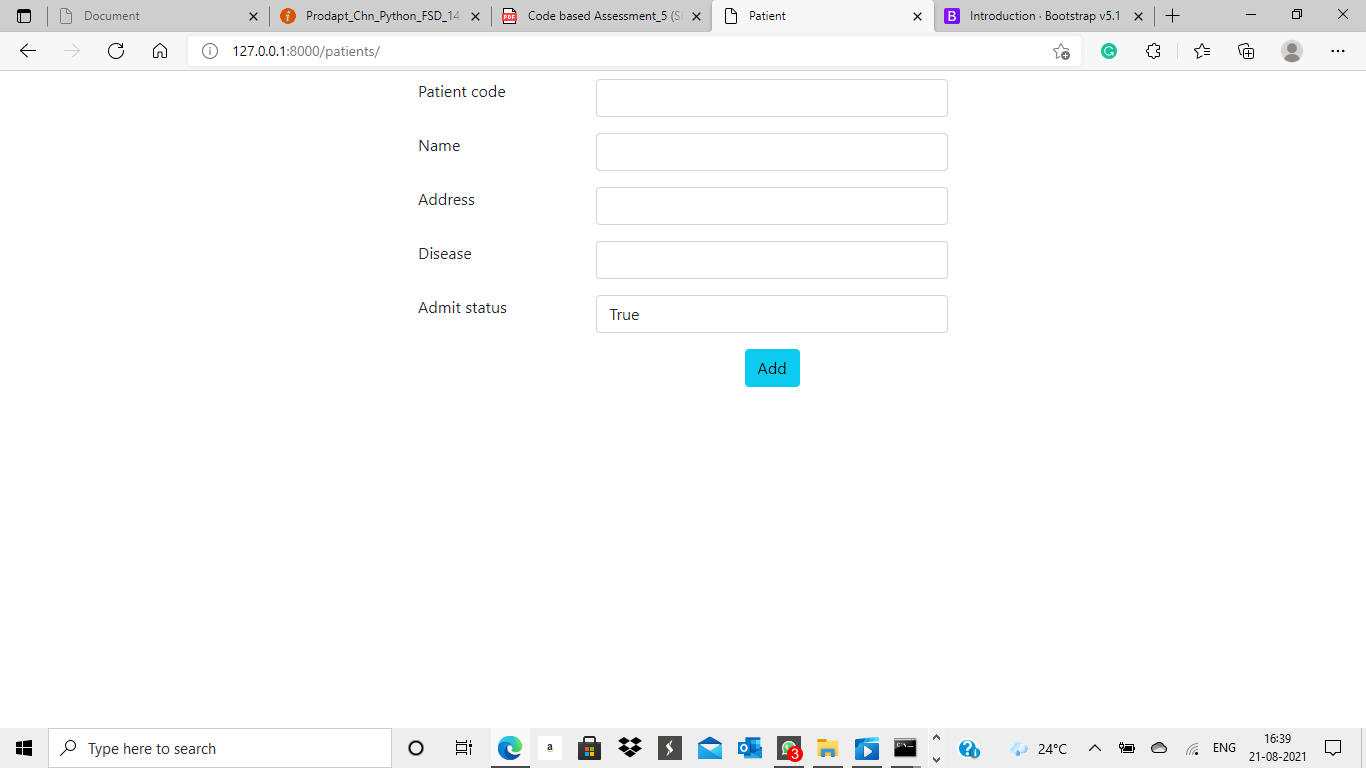 Document
Prodapt_Chn_Python_FSD_14
Code based Assessment_5 (S
Patient
Introduction · Bootstrap v5.1
127.0.0.1:8000/patients/
Patient code
Name
Address
Disease
Admit status
True
Add
Type here to search
a
3
24°C
ENG
16:39
21-08-2021